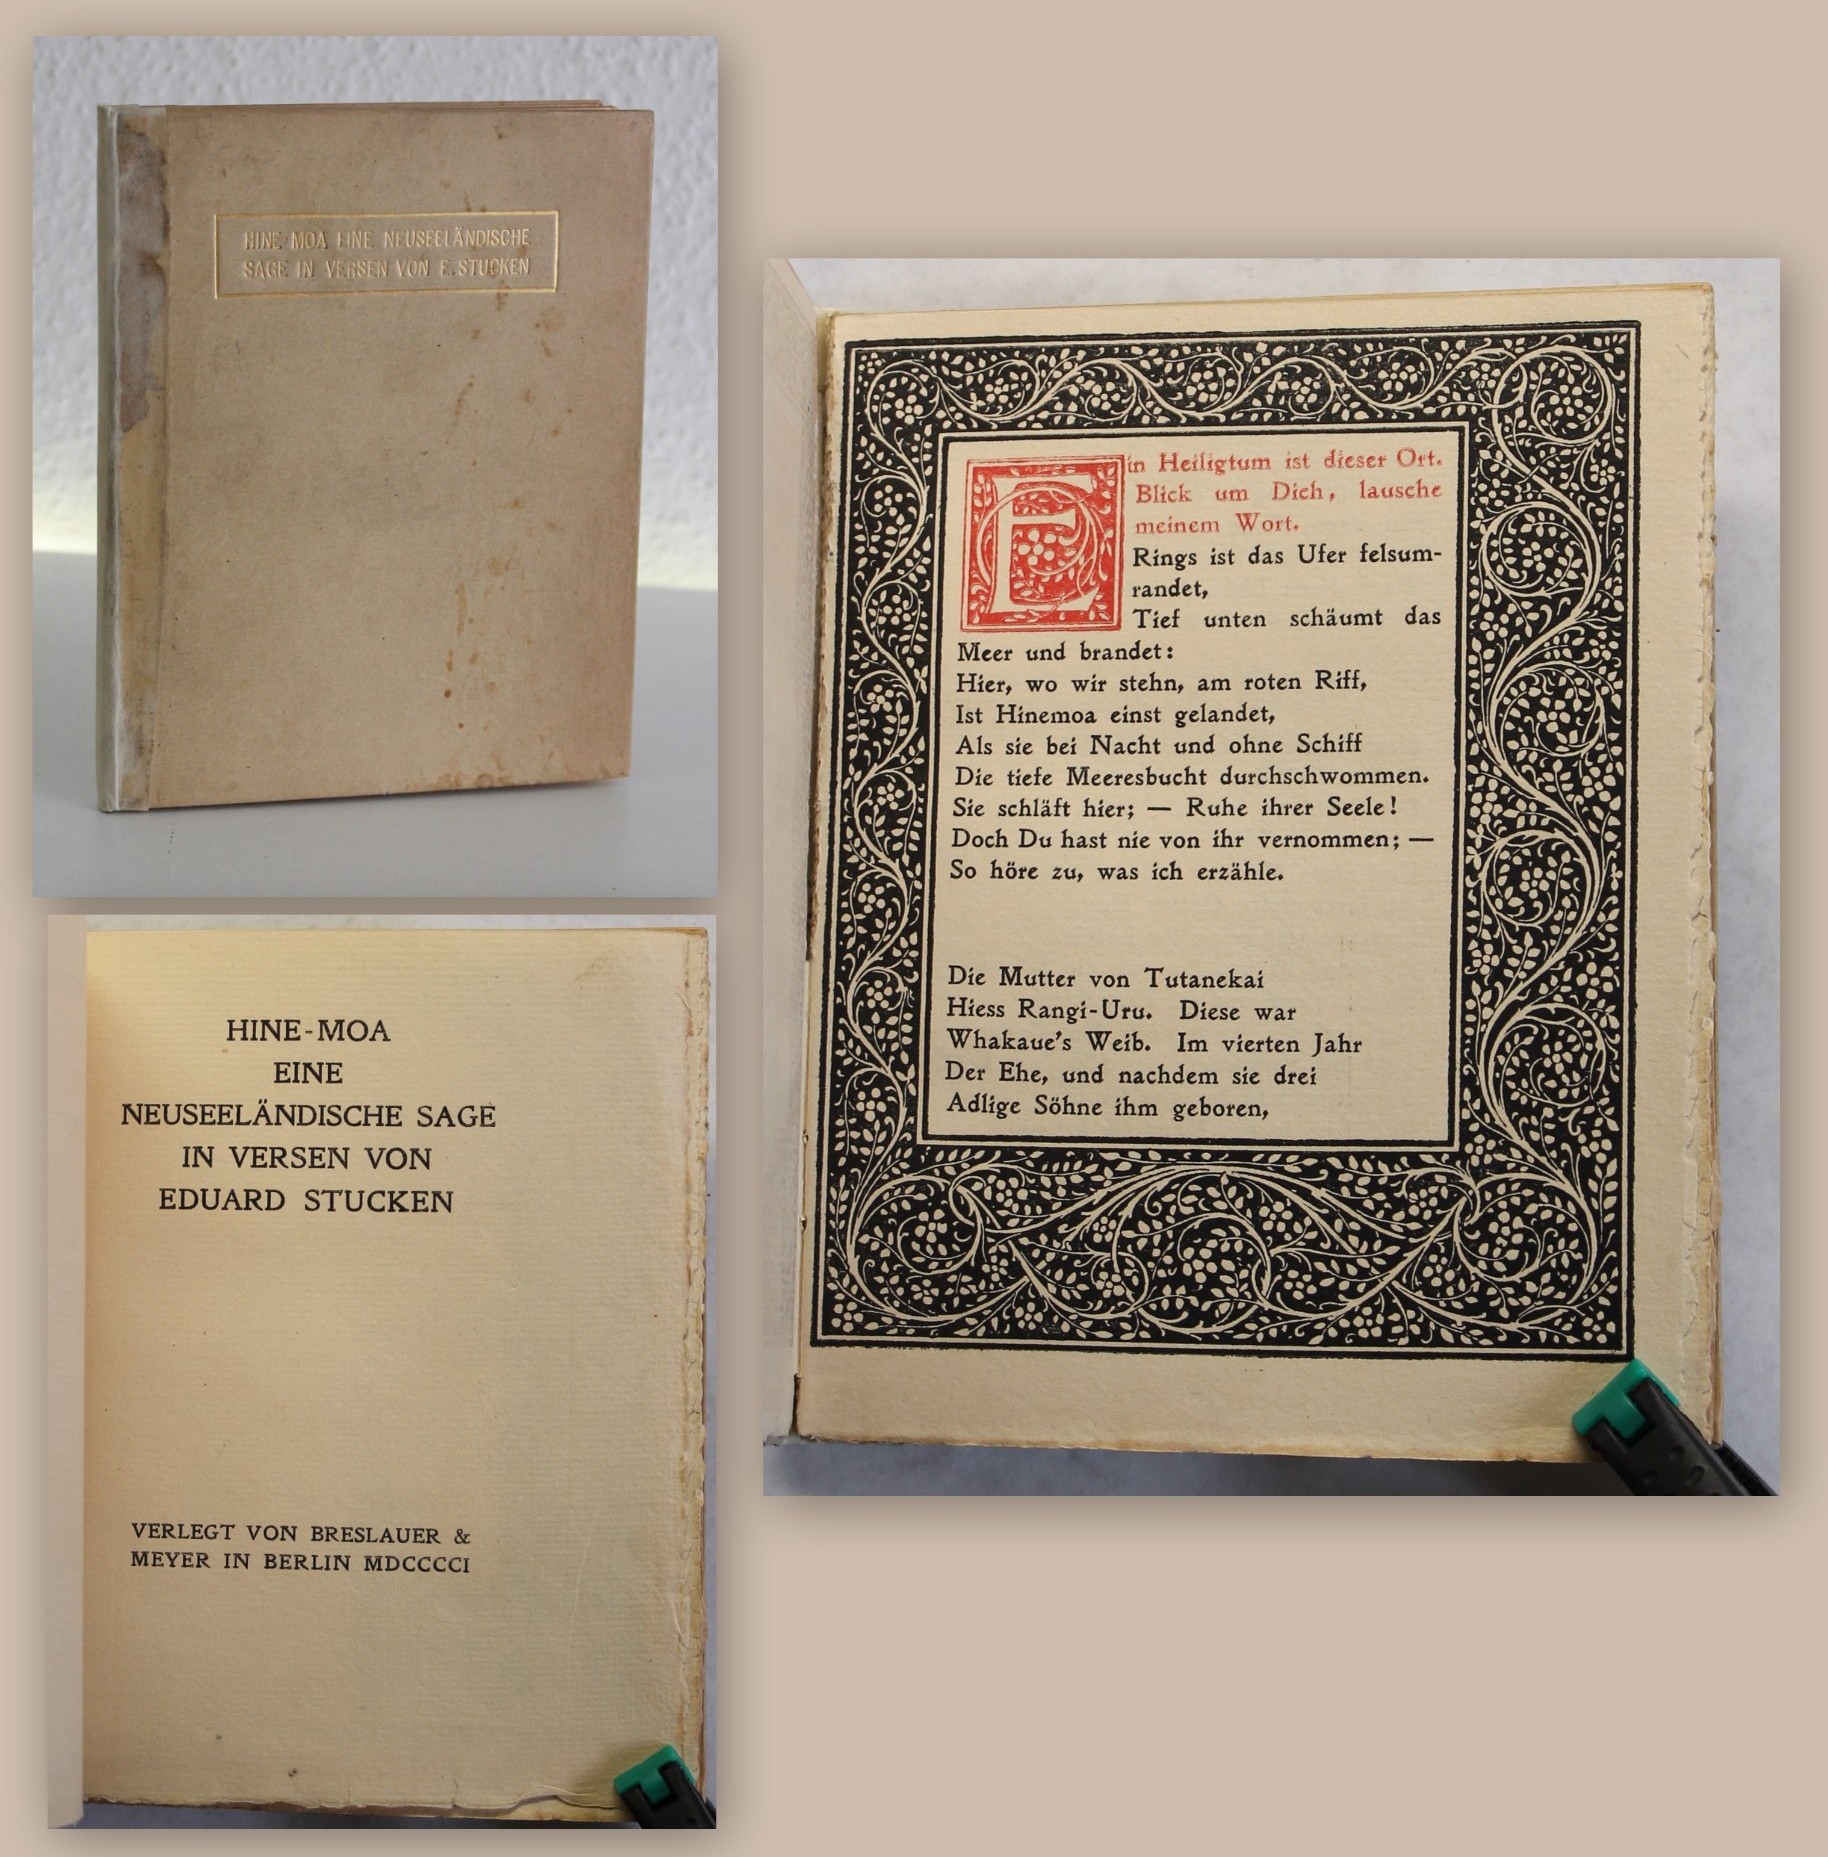 HINE MOA EINE NEUSEELÄNDISCHE
SAGE IN VERSEN VON E. STUCKEN
HINE-MOA
EINE
NEUSEELÄNDISCHE SAGE
IN VERSEN VON
EDUARD STUCKEN
VERLEGT VON BRESLAUER &
MEYER IN BERLIN MDCCCCI
Ein Heiligtum ist dieser Ort.
Blick um Dich, lausche
meinem Wort.
Rings ist das Ufer felsum-
randet,
Tief unten schäumt das
Meer und brandet:
Hier, wo wir stehn, am roten Riff,
Ist Hinemoa einst gelandet,
Als sie bei Nacht und ohne Schiff
Die tiefe Meeresbucht durchschwommen.
Sie schläft hier; — Ruhe ihrer Seele!
Doch Du hast nie von ihr vernommen; —
So höre zu, was ich erzähle.
Die Mutter von Tutanekai
Hiess Rangi-Uru. Diese war
Whakaue's Weib. Im vierten Jahr
Der Ehe, und nachdem sie drei
Adlige Söhne ihm geboren,